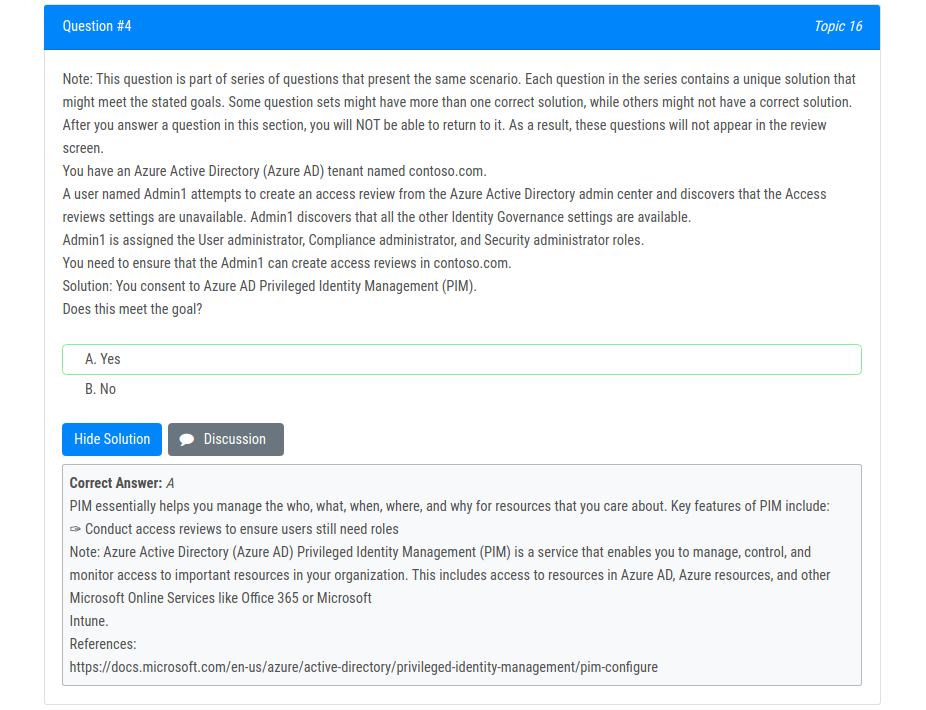 Question #4
Topic 16
Note: This question is part of series of questions that present the same scenario. Each question in the series contains a unique solution that
might meet the stated goals. Some question sets might have more than one correct solution, while others might not have a correct solution.
After you answer a question in this section, you will NOT be able to return to it. As a result, these questions will not appear in the review
screen.
You have an Azure Active Directory (Azure AD) tenant named contoso.com.
A user named Admin1 attempts to create an access review from the Azure Active Directory admin center and discovers that the Access
reviews settings are unavailable. Admin1 discovers that all the other Identity Governance settings are available.
Admin1 is assigned the User administrator, Compliance administrator, and Security administrator roles.
You need to ensure that the Admin1 can create access reviews in contoso.com.
Solution: You consent to Azure AD Privileged Identity Management (PIM).
Does this meet the goal?
A. Yes
B. No
Hide Solution
Discussion
Correct Answer: A
PIM essentially helps you manage the who, what, when, where, and why for resources that you care about. Key features of PIM include:
✑ Conduct access reviews to ensure users still need roles
Note: Azure Active Directory (Azure AD) Privileged Identity Management (PIM) is a service that enables you to manage, control, and
monitor access to important resources in your organization. This includes access to resources in Azure AD, Azure resources, and other
Microsoft Online Services like Office 365 or Microsoft
Intune.
References:
https://docs.microsoft.com/en-us/azure/active-directory/privileged-identity-management/pim-configure